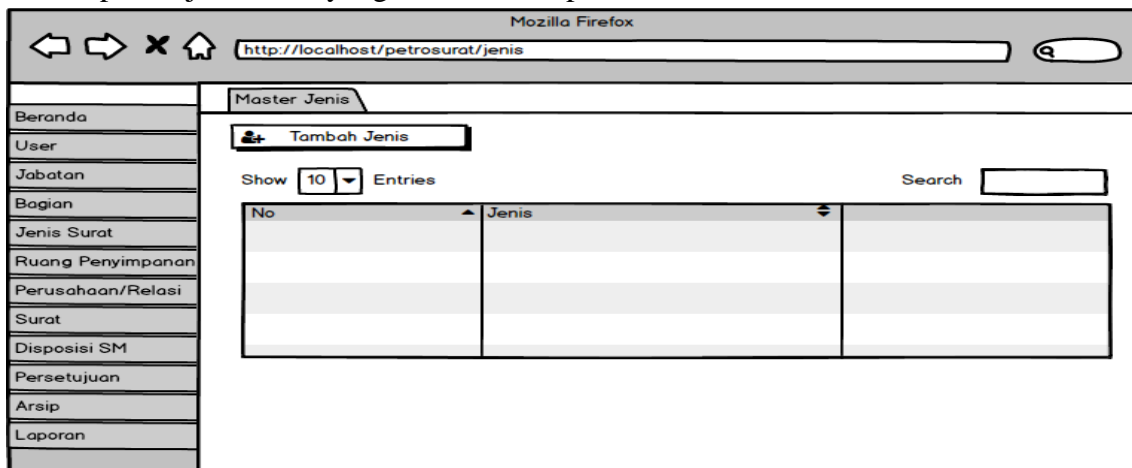 Mozilla Firefox
http://localhost/petrosurat/jenis
Master Jenis
Beranda
User
Jabatan
Bagian
Jenis Surat
Ruang Penyimpanan
Perusahaan/Relasi
Surat
Disposisi SM
Persetujuan
Arsip
Laporan
Tambah Jenis
Show 10 Entries
Search
No Jenis